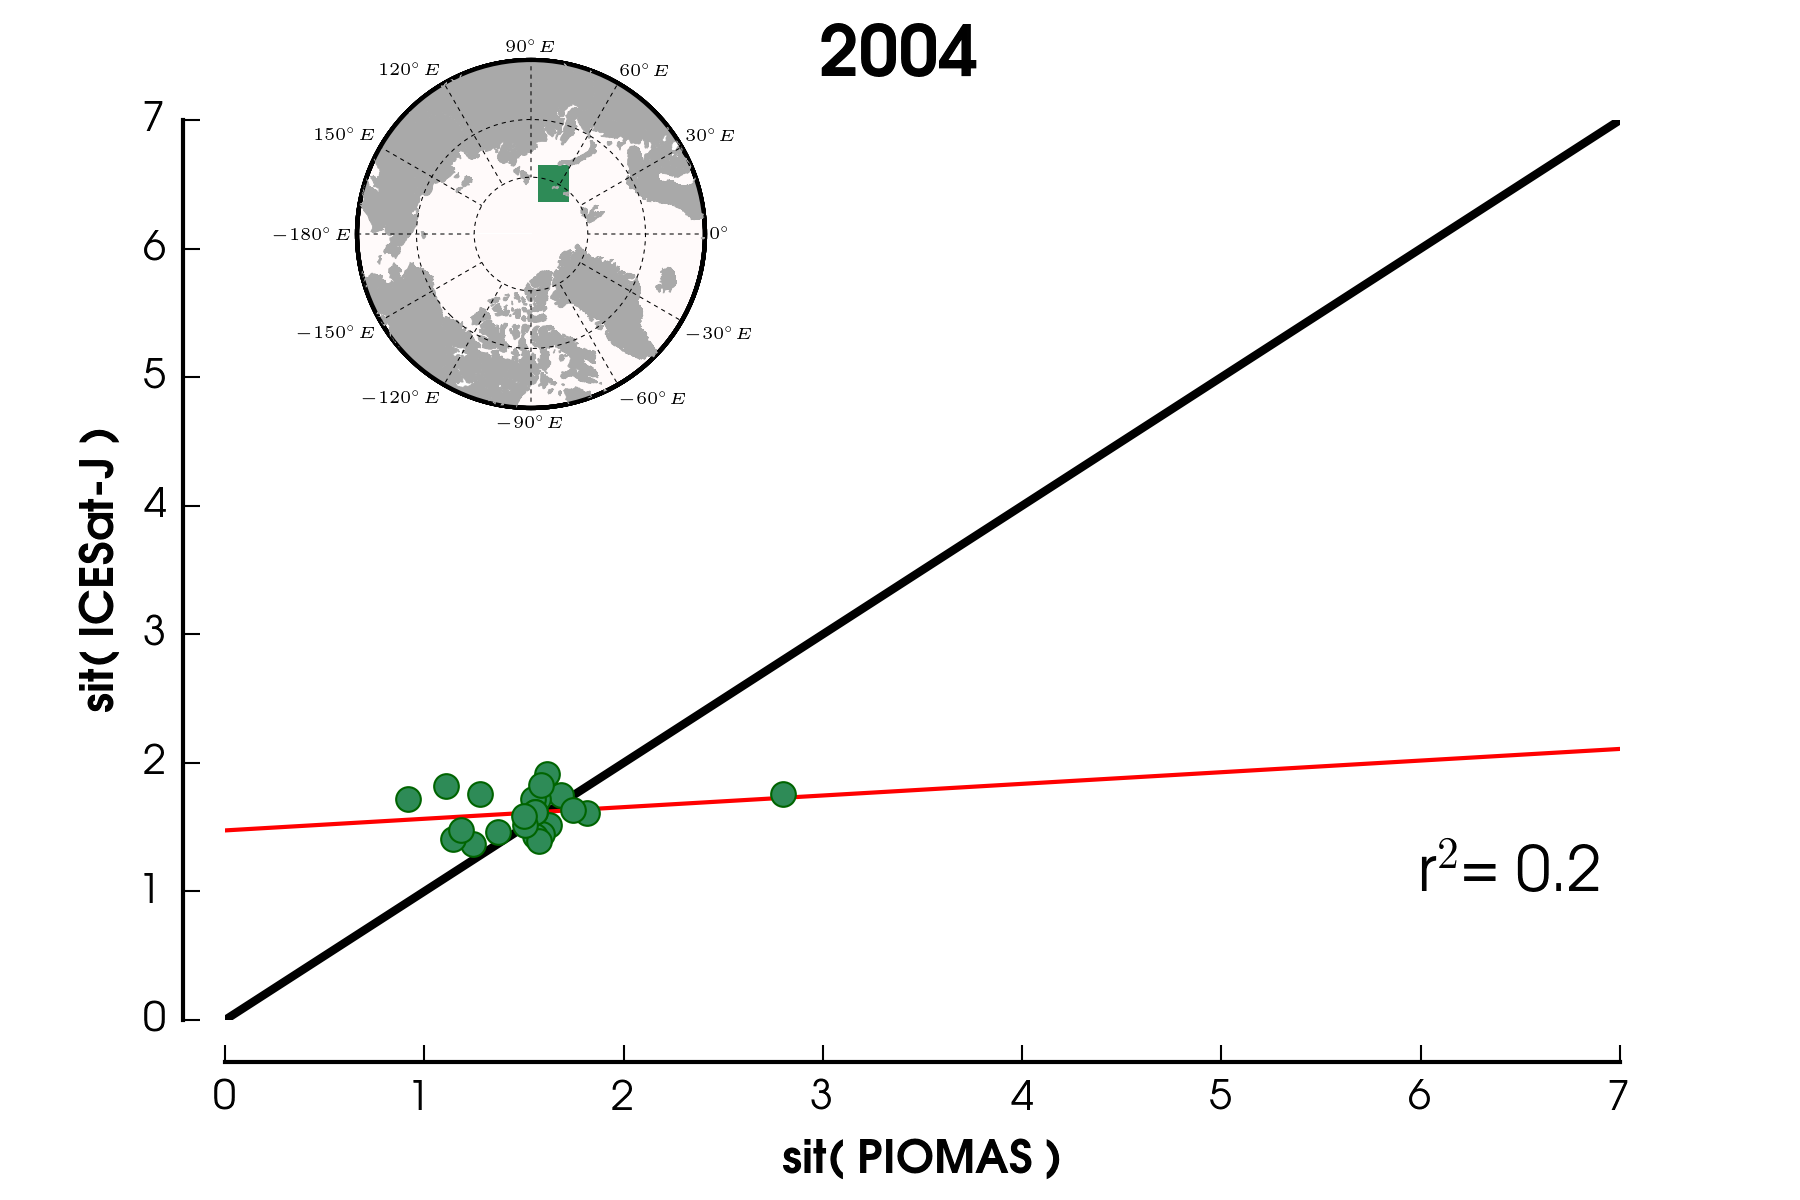 2004
90° E
120° E
60° E
150° E
30° E
−180° E
0°
−150° E
−30° E
−120° E
−60° E
−90° E
7
6
5
4
3
2
1
0
sit( ICESat-J )
r²= 0.2
0 1 2 3 4 5 6 7
sit( PIOMAS )